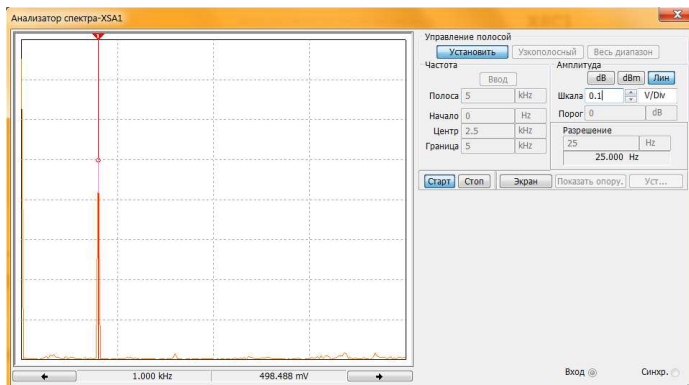 Анализатор спектра-XSA1
x
1
Управление полосой
Установить Узкополосный Весь диапазон
Частота
Ввод
Полоса 5 kHz
Начало 0 Hz
Центр 2.5 kHz
Граница 5 kHz
Амплитуда
dB dBm Лин
Шкала 0.1 V/Div
Порог 0 dB
Разрешение
25 Hz
25.000 Hz
Старт Стоп Экран Показать опору. Уст...
1.000 kHz 498.488 mV
Вход Синхр.